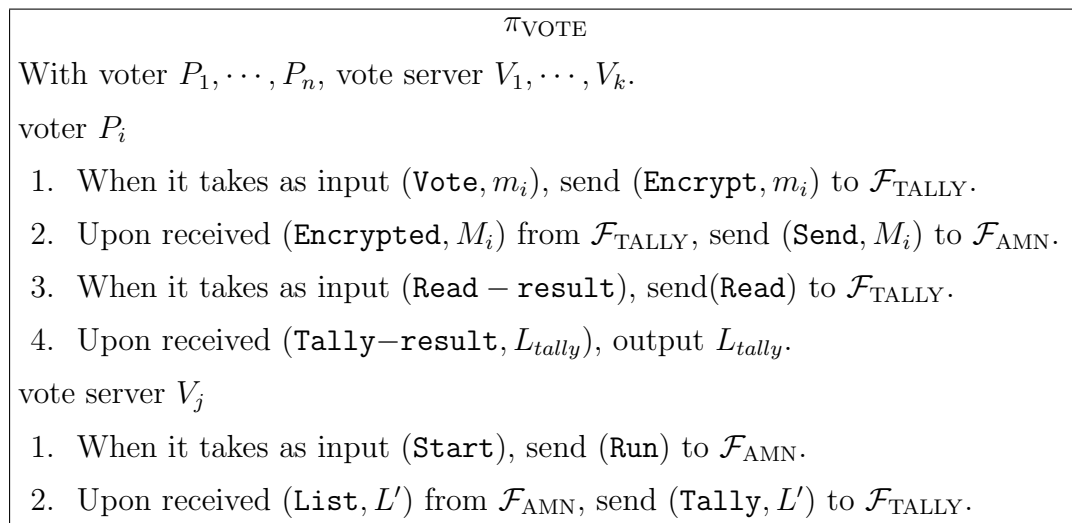 π_VOTE
With voter P_1, ⋯, P_n, vote server V_1, ⋯, V_k.
voter P_i
1. When it takes as input (Vote, m_i), send (Encrypt, m_i) to F_TALLY.
2. Upon received (Encrypted, M_i) from F_TALLY, send (Send, M_i) to F_AMN.
3. When it takes as input (Read − result), send(Read) to F_TALLY.
4. Upon received (Tally−result, L_tally), output L_tally.
vote server V_j
1. When it takes as input (Start), send (Run) to F_AMN.
2. Upon received (List, L′) from F_AMN, send (Tally, L′) to F_TALLY.